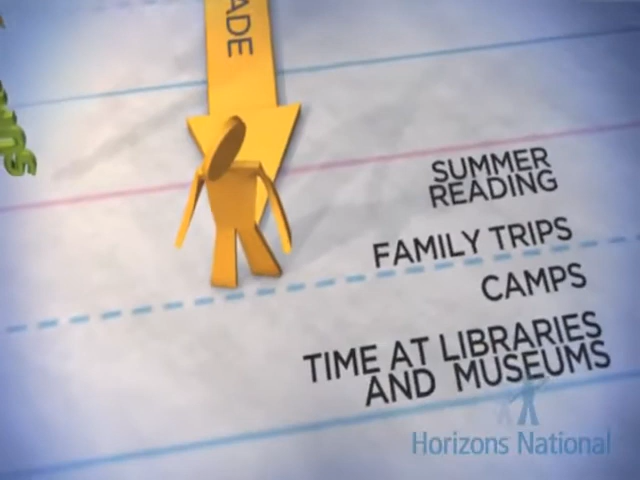 ADE
SUMMER
READING
FAMILY TRIPS
CAMPS
TIME AT LIBRARIES
AND MUSEUMS
Horizons National